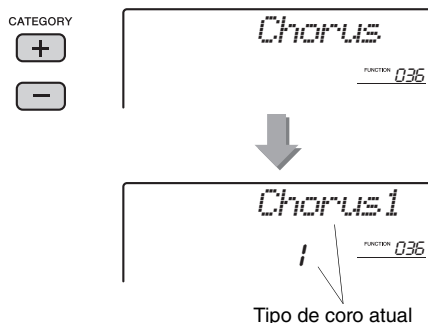 CATEGORY
+
-
Chorus
FUNCTION 036
Chorus1
1
FUNCTION 036
Tipo de coro atual